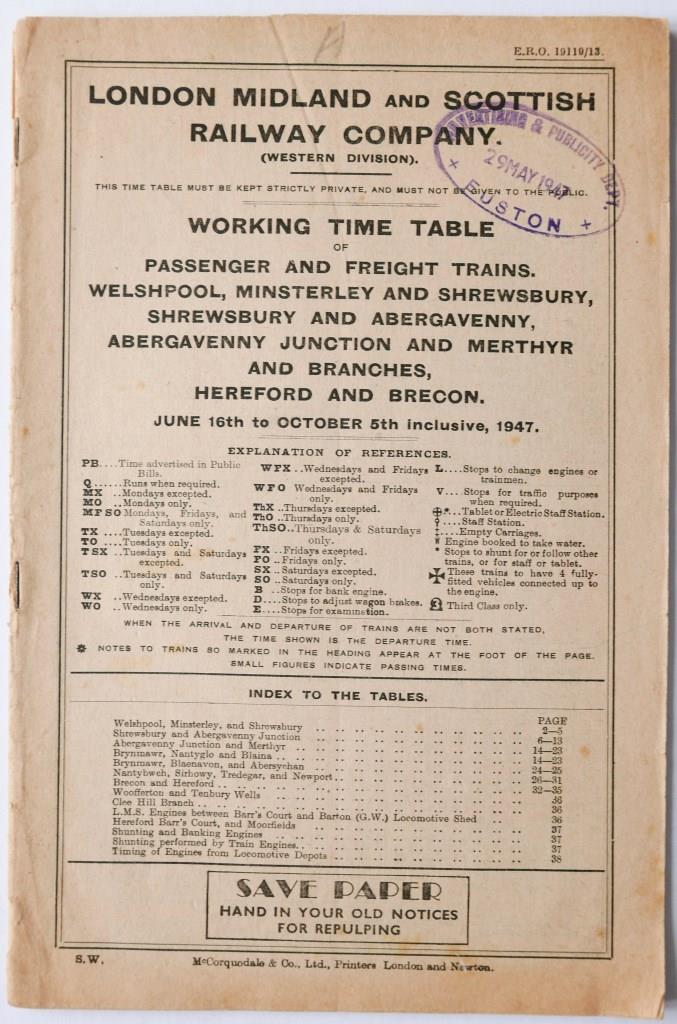 E.R.O. 19110/13.
LONDON MIDLAND AND SCOTTISH
RAILWAY COMPANY.
(WESTERN DIVISION).
ADVERTISING & PUBLICITY DEPT.
29 MAY 1947
EUSTON
THIS TIME TABLE MUST BE KEPT STRICTLY PRIVATE, AND MUST NOT BE GIVEN TO THE PUBLIC.
WORKING TIME TABLE
OF
PASSENGER AND FREIGHT TRAINS.
WELSHPOOL, MINSTERLEY AND SHREWSBURY,
SHREWSBURY AND ABERGAVENNY,
ABERGAVENNY JUNCTION AND MERTHYR
AND BRANCHES,
HEREFORD AND BRECON.
JUNE 16th to OCTOBER 5th inclusive, 1947.
EXPLANATION OF REFERENCES.
PB....Time advertised in Public
Bills.
Q......Runs when required.
MX ..Mondays excepted.
MO ..Mondays only.
MFSO Mondays, Fridays, and
Saturdays only.
TX ....Tuesdays excepted.
TO ....Tuesdays only.
TSX ..Tuesdays and Saturdays
excepted.
TSO ..Tuesdays and Saturdays
only.
WX ..Wednesdays excepted.
WO ..Wednesdays only.
WFX ..Wednesdays and Fridays
excepted.
WFO Wednesdays and Fridays
only.
ThX ..Thursdays excepted.
ThO ..Thursdays only.
ThSO..Thursdays & Saturdays
only.
FX ..Fridays excepted.
FO ..Fridays only.
SX ..Saturdays excepted.
SO ..Saturdays only.
B ..Stops for bank engine.
D....Stops to adjust wagon brakes.
E....Stops for examination.
L....Stops to change engines or
trainmen.
V....Stops for traffic purposes
when required.
Tablet or Electric Staff Station.
....Staff Station.
‡....Empty Carriages.
Engine booked to take water.
* Stops to shunt for or follow other
trains, or for staff or tablet.
✠ These trains to have 4 fully-
fitted vehicles connected up to
the engine.
Third Class only.
WHEN THE ARRIVAL AND DEPARTURE OF TRAINS ARE NOT BOTH STATED,
THE TIME SHOWN IS THE DEPARTURE TIME.
NOTES TO TRAINS SO MARKED IN THE HEADING APPEAR AT THE FOOT OF THE PAGE.
SMALL FIGURES INDICATE PASSING TIMES.
INDEX TO THE TABLES.
PAGE
Welshpool, Minsterley, and Shrewsbury .. 2—5
Shrewsbury and Abergavenny Junction .. 6—13
Abergavenny Junction and Merthyr .. 14—23
Brynmawr, Nantyglo and Blaina .. 14—23
Brynmawr, Blaenavon, and Abersychan .. 24—25
Nantybwch, Sirhowy, Tredegar, and Newport .. 26—31
Brecon and Hereford .. 32—35
Woofferton and Tenbury Wells .. 36
Clee Hill Branch .. 36
L.M.S. Engines between Barr's Court and Barton (G.W.) Locomotive Shed .. 36
Hereford Barr's Court, and Moorfields .. 37
Shunting and Banking Engines .. 37
Shunting performed by Train Engines .. 37
Timing of Engines from Locomotive Depots .. 38
SAVE PAPER
HAND IN YOUR OLD NOTICES
FOR REPULPING
S.W.
McCorquodale & Co., Ltd., Printers London and Newton.